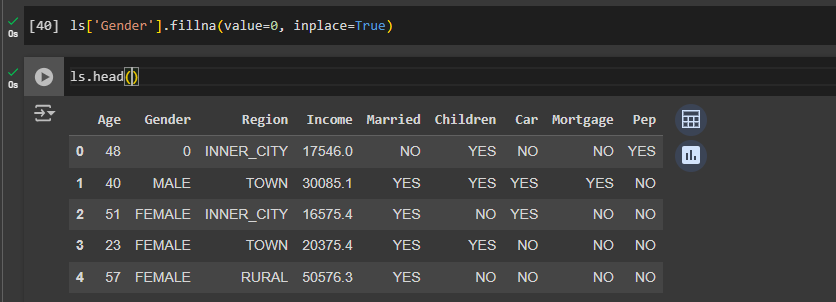 [40] ls['Gender'].fillna(value=0, inplace=True)
0s
ls.head()
0s
Age Gender Region Income Married Children Car Mortgage Pep
0 48 0 INNER_CITY 17546.0 NO YES NO NO YES
1 40 MALE TOWN 30085.1 YES YES YES YES NO
2 51 FEMALE INNER_CITY 16575.4 YES NO YES NO NO
3 23 FEMALE TOWN 20375.4 YES YES NO NO NO
4 57 FEMALE RURAL 50576.3 YES NO NO NO NO